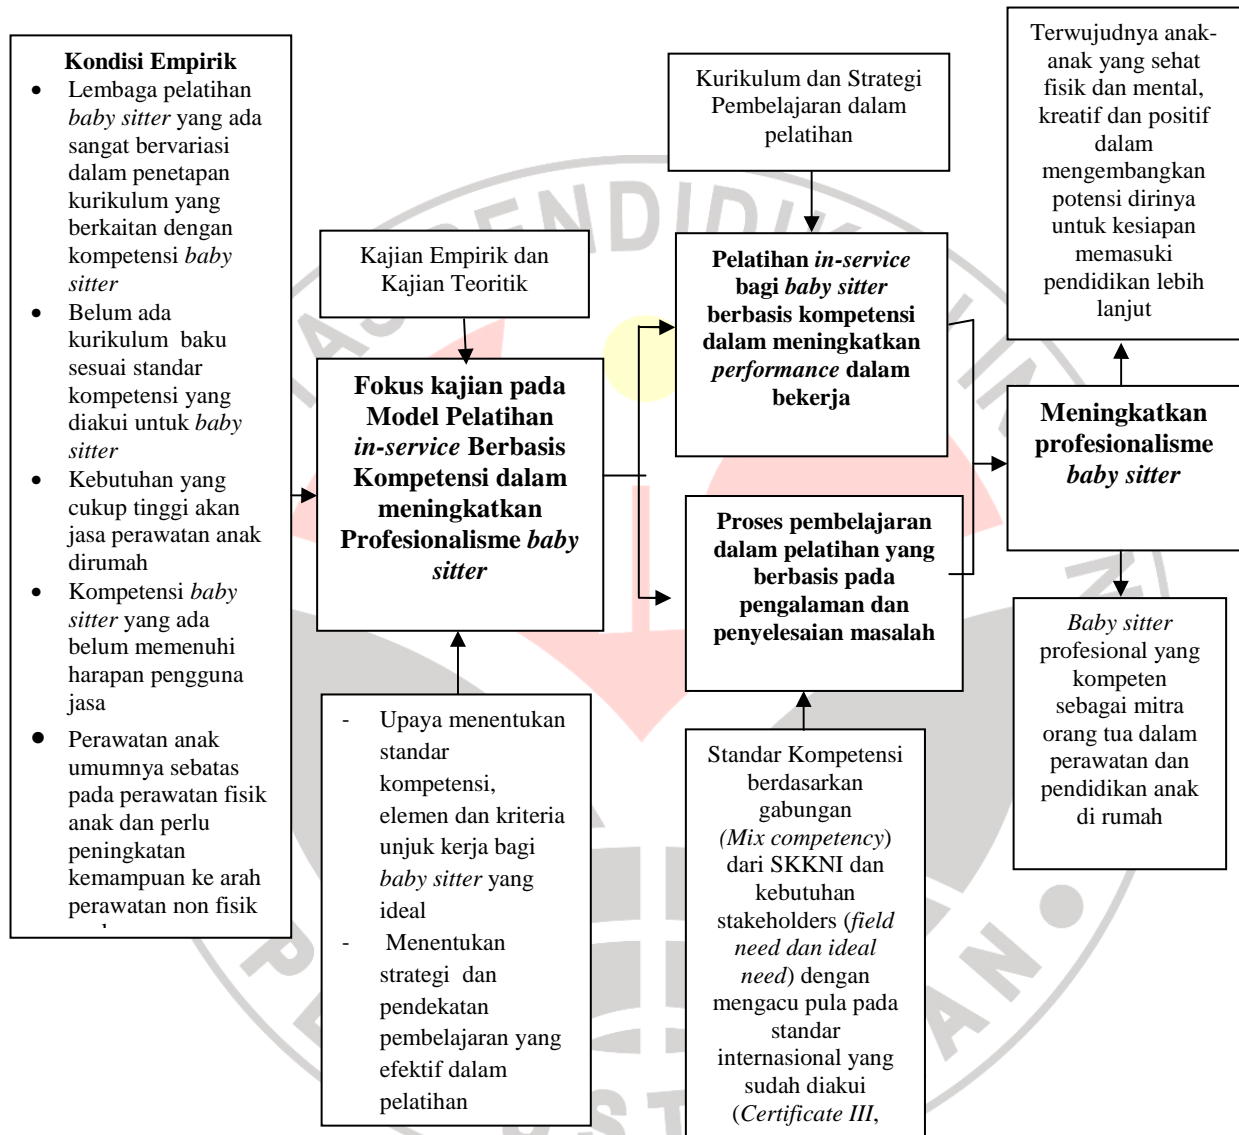 Kondisi Empirik
• Lembaga pelatihan
baby sitter yang ada
sangat bervariasi
dalam penetapan
kurikulum yang
berkaitan dengan
kompetensi baby
sitter
• Belum ada
kurikulum baku
sesuai standar
kompetensi yang
diakui untuk baby
sitter
• Kebutuhan yang
cukup tinggi akan
jasa perawatan anak
dirumah
• Kompetensi baby
sitter yang ada
belum memenuhi
harapan pengguna
jasa
• Perawatan anak
umumnya sebatas
pada perawatan fisik
anak dan perlu
peningkatan
kemampuan ke arah
perawatan non fisik
Kajian Empirik dan
Kajian Teoritik
Fokus kajian pada
Model Pelatihan
in-service Berbasis
Kompetensi dalam
meningkatkan
Profesionalisme baby
sitter
- Upaya menentukan
standar
kompetensi,
elemen dan kriteria
unjuk kerja bagi
baby sitter yang
ideal
- Menentukan
strategi dan
pendekatan
pembelajaran yang
efektif dalam
pelatihan
Kurikulum dan Strategi
Pembelajaran dalam
pelatihan
Pelatihan in-service
bagi baby sitter
berbasis kompetensi
dalam meningkatkan
performance dalam
bekerja
Proses pembelajaran
dalam pelatihan yang
berbasis pada
pengalaman dan
penyelesaian masalah
Standar Kompetensi
berdasarkan
gabungan
(Mix competency)
dari SKKNI dan
kebutuhan
stakeholders (field
need dan ideal
need) dengan
mengacu pula pada
standar
internasional yang
sudah diakui
(Certificate III,
Terwujudnya anak-
anak yang sehat
fisik dan mental,
kreatif dan positif
dalam
mengembangkan
potensi dirinya
untuk kesiapan
memasuki
pendidikan lebih
lanjut
Meningkatkan
profesionalisme
baby sitter
Baby sitter
profesional yang
kompeten
sebagai mitra
orang tua dalam
perawatan dan
pendidikan anak
di rumah